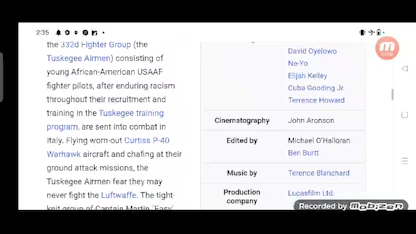 2:35
the 332d Fighter Group (the
Tuskegee Airmen) consisting of
young African-American USAAF
fighter pilots, after enduring racism
throughout their recruitment and
training in the Tuskegee training
program, are sent into combat in
Italy. Flying worn-out Curtiss P-40
Warhawk aircraft and chafing at their
ground attack missions, the
Tuskegee Airmen fear they may
never fight the Luftwaffe. The tight-
knit group of Captain Martin "Easy"
David Oyelowo
Ne-Yo
Elijah Kelley
Cuba Gooding Jr.
Terrence Howard
Cinematography John Aronson
Edited by Michael O'Halloran
Ben Burtt
Music by Terence Blanchard
Production Lucasfilm Ltd.
company
Recorded by Mobizen